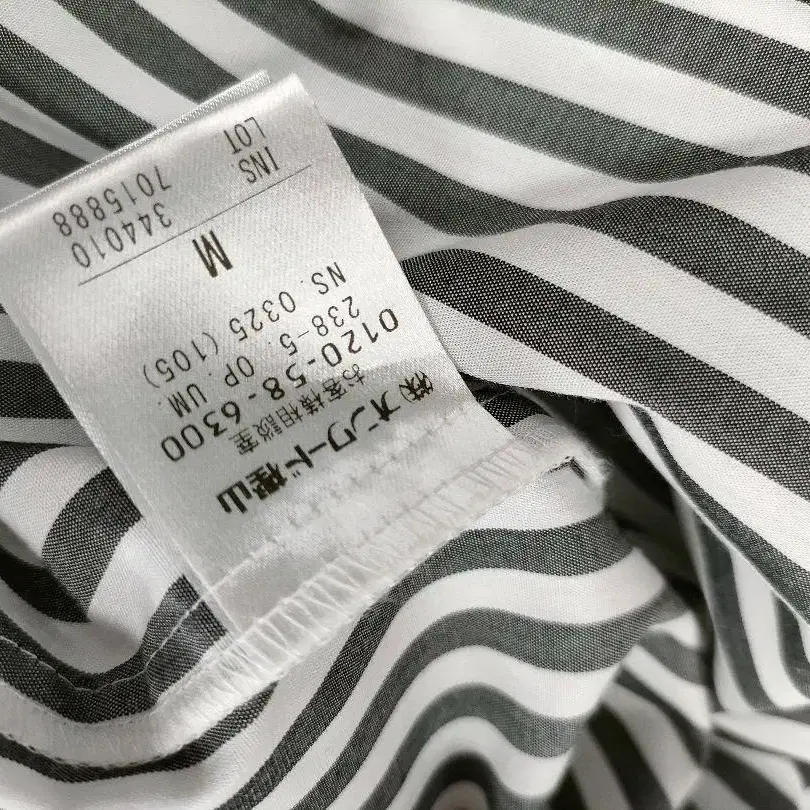 ㈱オンワード樫山
お客様相談室
0120-58-6300
238-5. OP. UM.
NS. 0325 (105)
M
INS 344010
LOT 7015888